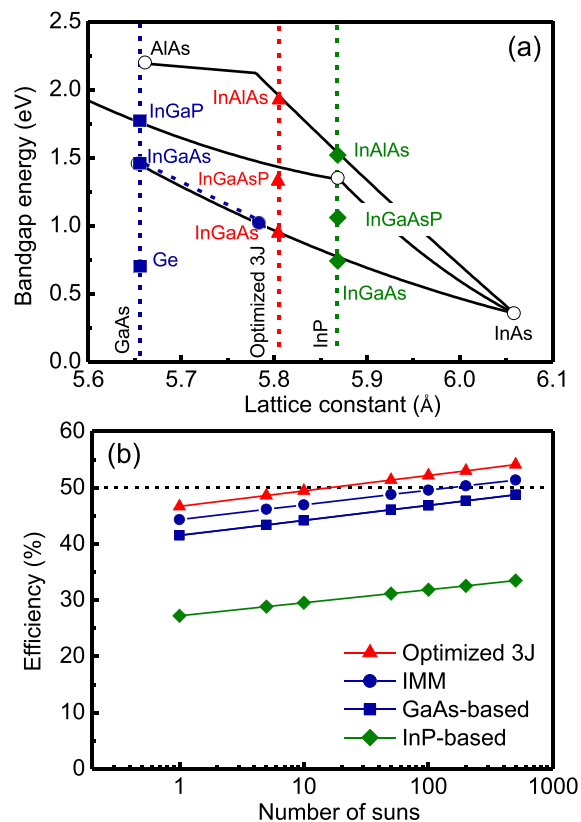 (a)
2.5
2.0
1.5
1.0
0.5
0.0
Bandgap energy (eV)
AlAs
InGaP
InAlAs
InGaAs
InAlAs
InGaAsP
InGaAsP
InGaAs
Ge
InGaAs
InAs
GaAs
Optimized 3J
InP
5.6 5.7 5.8 5.9 6.0 6.1
Lattice constant (Å)
(b)
60
50
40
30
20
10
0
Efficiency (%)
Optimized 3J
IMM
GaAs-based
InP-based
1 10 100 1000
Number of suns